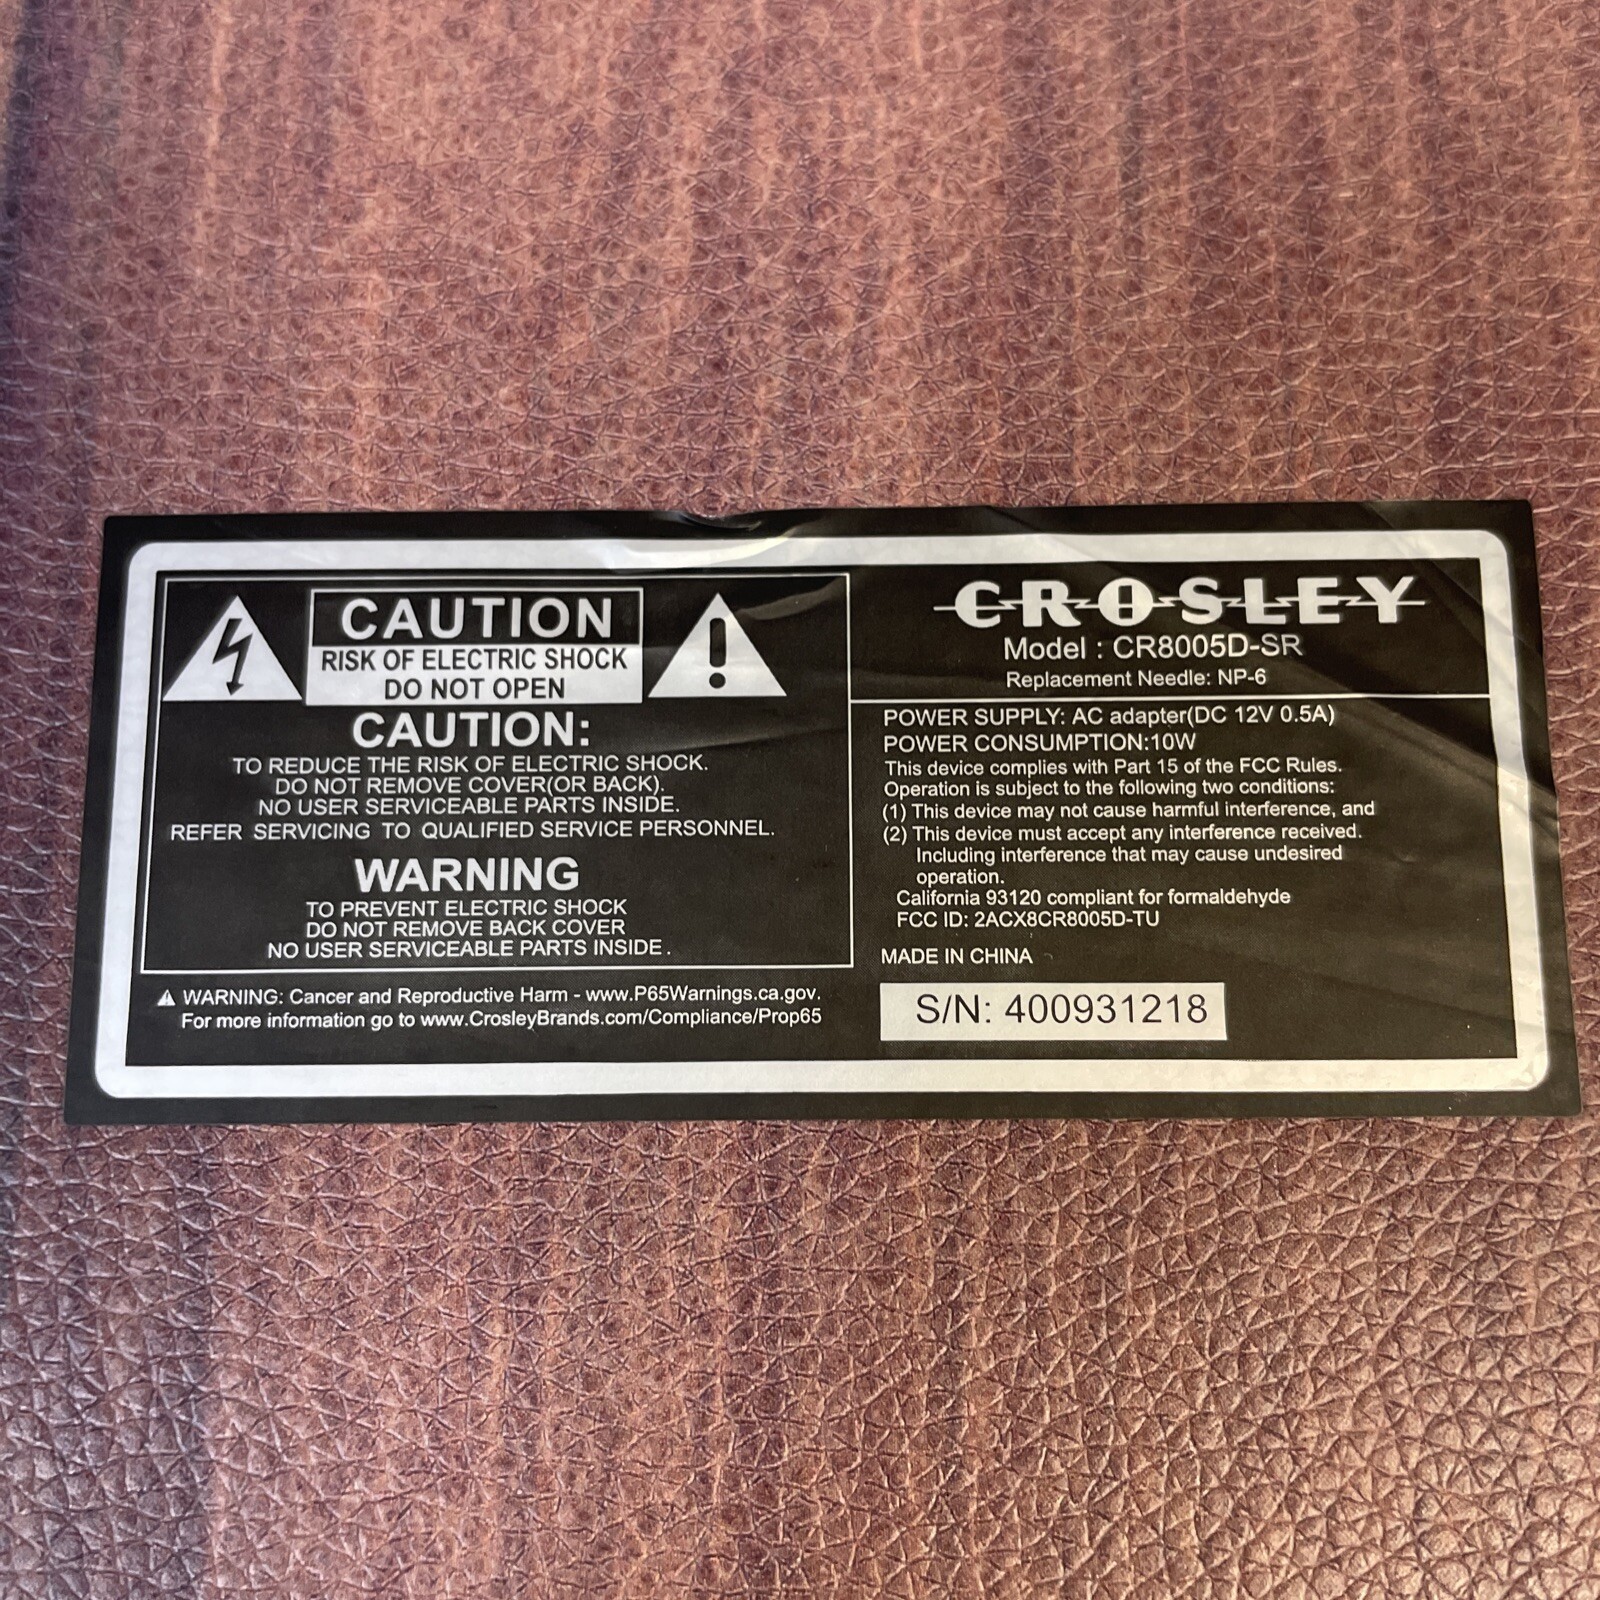 CAUTION
RISK OF ELECTRIC SHOCK
DO NOT OPEN
CAUTION:
TO REDUCE THE RISK OF ELECTRIC SHOCK.
DO NOT REMOVE COVER(OR BACK).
NO USER SERVICEABLE PARTS INSIDE.
REFER SERVICING TO QUALIFIED SERVICE PERSONNEL.
WARNING
TO PREVENT ELECTRIC SHOCK
DO NOT REMOVE BACK COVER
NO USER SERVICEABLE PARTS INSIDE.
WARNING: Cancer and Reproductive Harm - www.P65Warnings.ca.gov.
For more information go to www.CrosleyBrands.com/Compliance/Prop65
CROSLEY
Model : CR8005D-SR
Replacement Needle: NP-6
POWER SUPPLY: AC adapter(DC 12V 0.5A)
POWER CONSUMPTION:10W
This device complies with Part 15 of the FCC Rules.
Operation is subject to the following two conditions:
(1) This device may not cause harmful interference, and
(2) This device must accept any interference received.
Including interference that may cause undesired
operation.
California 93120 compliant for formaldehyde
FCC ID: 2ACX8CR8005D-TU
MADE IN CHINA
S/N: 400931218